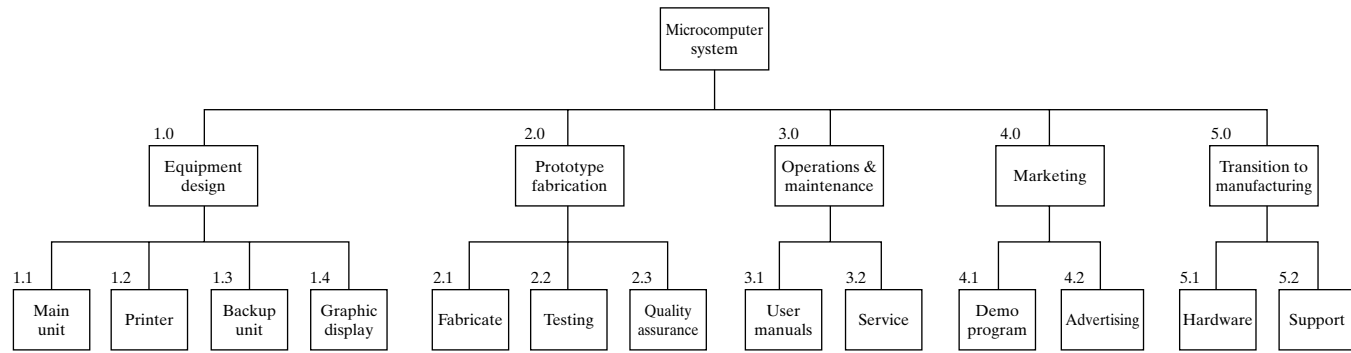 Microcomputer
system
1.0
2.0
3.0
4.0
5.0
Equipment
design
Prototype
fabrication
Operations &
maintenance
Marketing
Transition to
manufacturing
1.1
1.2
1.3
1.4
2.1
2.2
2.3
3.1
3.2
4.1
4.2
5.1
5.2
Main
unit
Printer
Backup
unit
Graphic
display
Fabricate
Testing
Quality
assurance
User
manuals
Service
Demo
program
Advertising
Hardware
Support